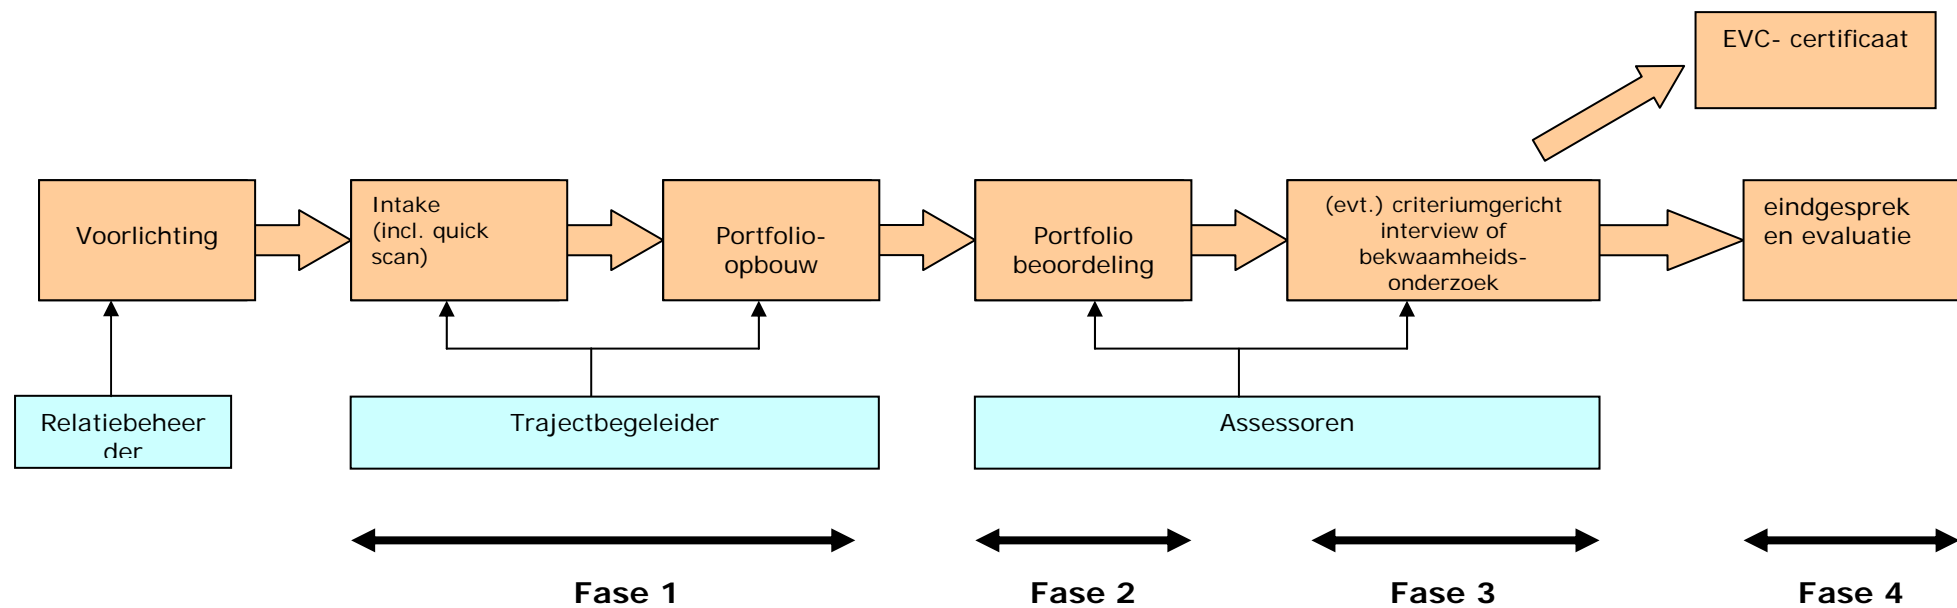 EVC- certificaat
Voorlichting
Intake
(incl. quick
scan)
Portfolio-
opbouw
Portfolio
beoordeling
(evt.) criteriumgericht
interview of
bekwaamheids-
onderzoek
eindgesprek
en evaluatie
Relatiebeheer
der
Trajectbegeleider
Assessoren
Fase 1
Fase 2
Fase 3
Fase 4